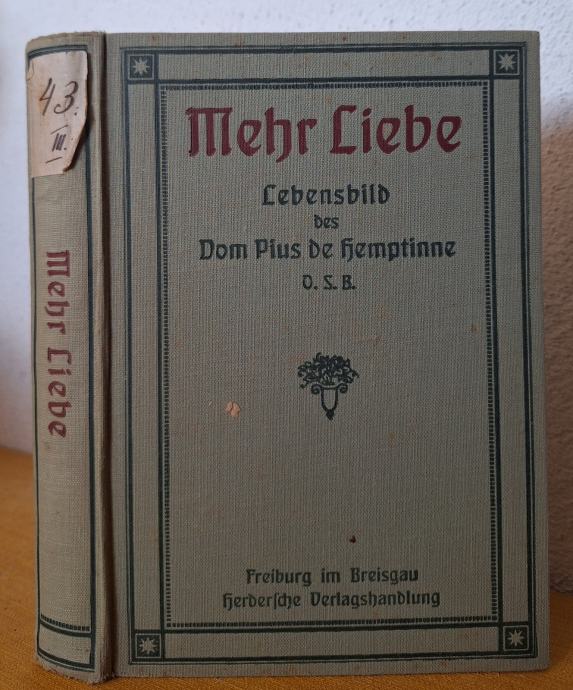 43.
III.
Mehr Liebe
Mehr Liebe
Lebensbild
des
Dom Pius de Hemptinne
O. S. B.
Freiburg im Breisgau
Herdersche Verlagshandlung